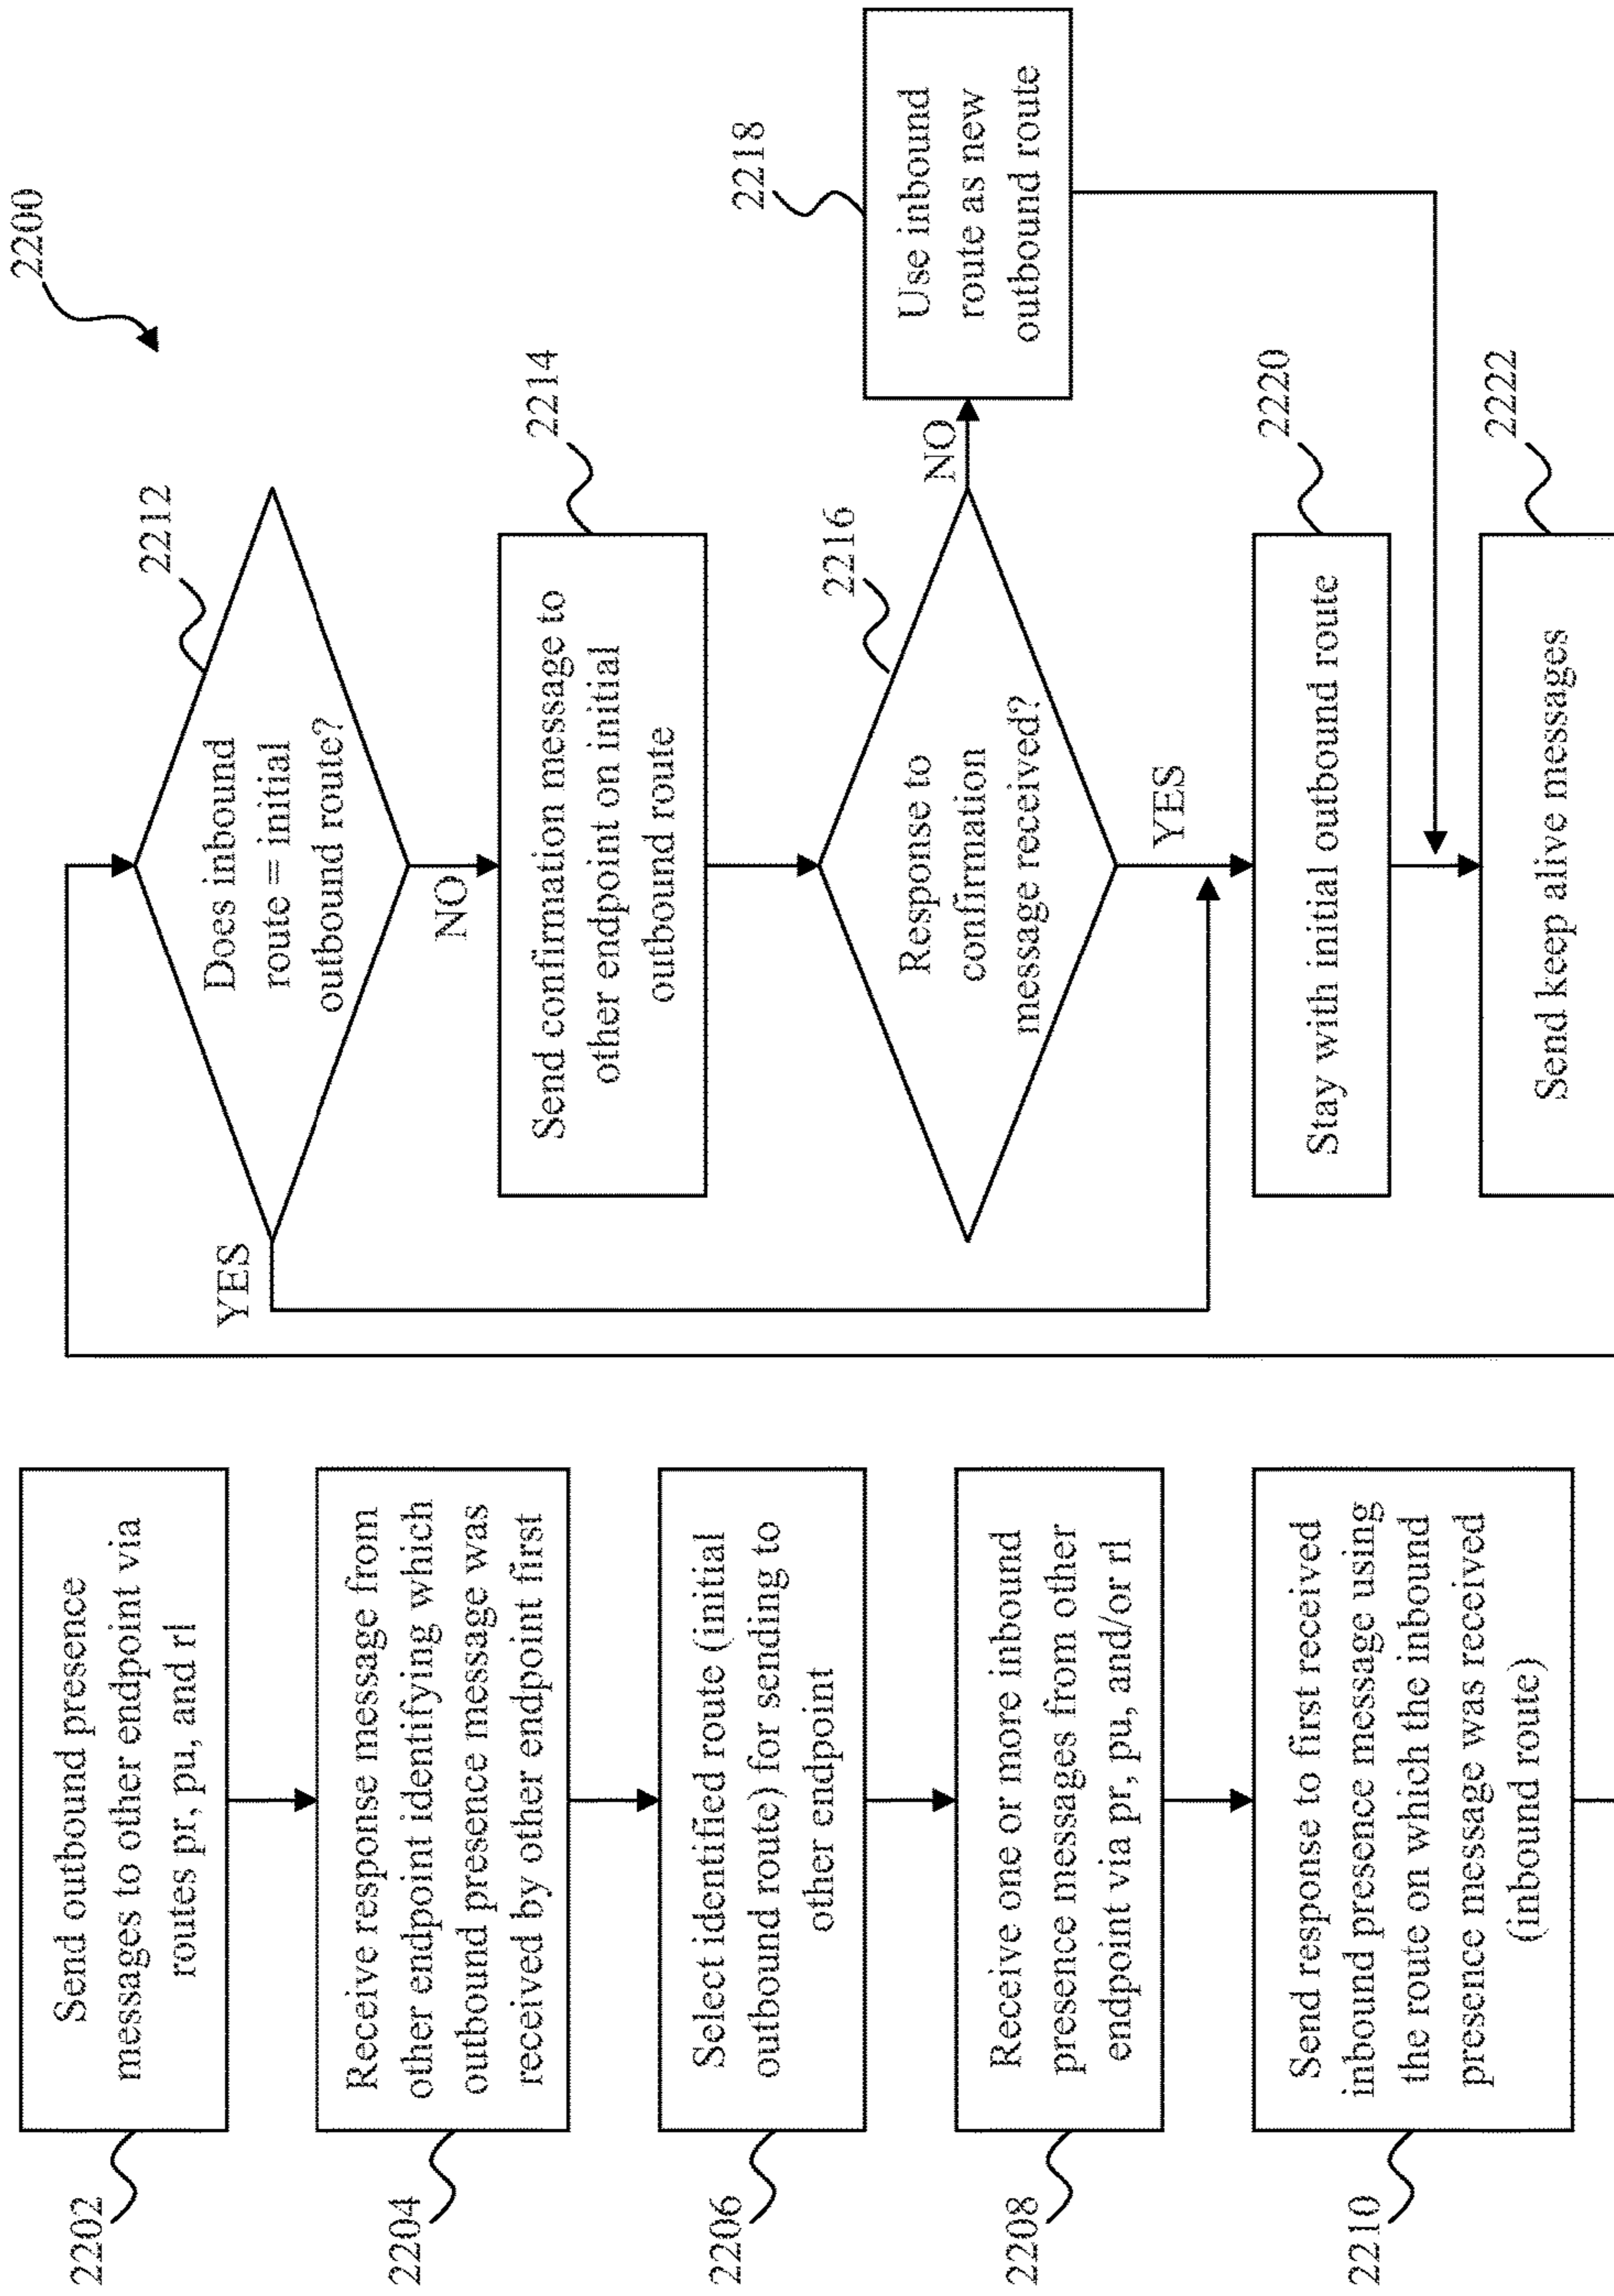 2200
2202
Send outbound presence
messages to other endpoint via
routes pr, pu, and rl
2204
Receive response message from
other endpoint identifying which
outbound presence message was
received by other endpoint first
2206
Select identified route (initial
outbound route) for sending to
other endpoint
2208
Receive one or more inbound
presence messages from other
endpoint via pr, pu, and/or rl
2210
Send response to first received
inbound presence message using
the route on which the inbound
presence message was received
(inbound route)
2212
Does inbound
route = initial
outbound route?
YES
NO
2214
Send confirmation message to
other endpoint on initial
outbound route
2216
Response to
confirmation
message received?
NO
YES
2218
Use inbound
route as new
outbound route
2220
Stay with initial outbound route
2222
Send keep alive messages